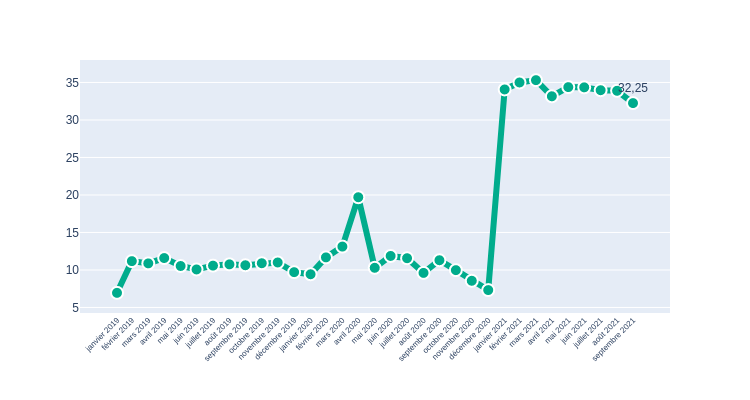 35
30
25
20
15
10
5
32,25
janvier 2019
février 2019
mars 2019
avril 2019
mai 2019
juin 2019
juillet 2019
août 2019
septembre 2019
octobre 2019
novembre 2019
décembre 2019
janvier 2020
février 2020
mars 2020
avril 2020
mai 2020
juin 2020
juillet 2020
août 2020
septembre 2020
octobre 2020
novembre 2020
décembre 2020
janvier 2021
février 2021
mars 2021
avril 2021
mai 2021
juin 2021
juillet 2021
août 2021
septembre 2021